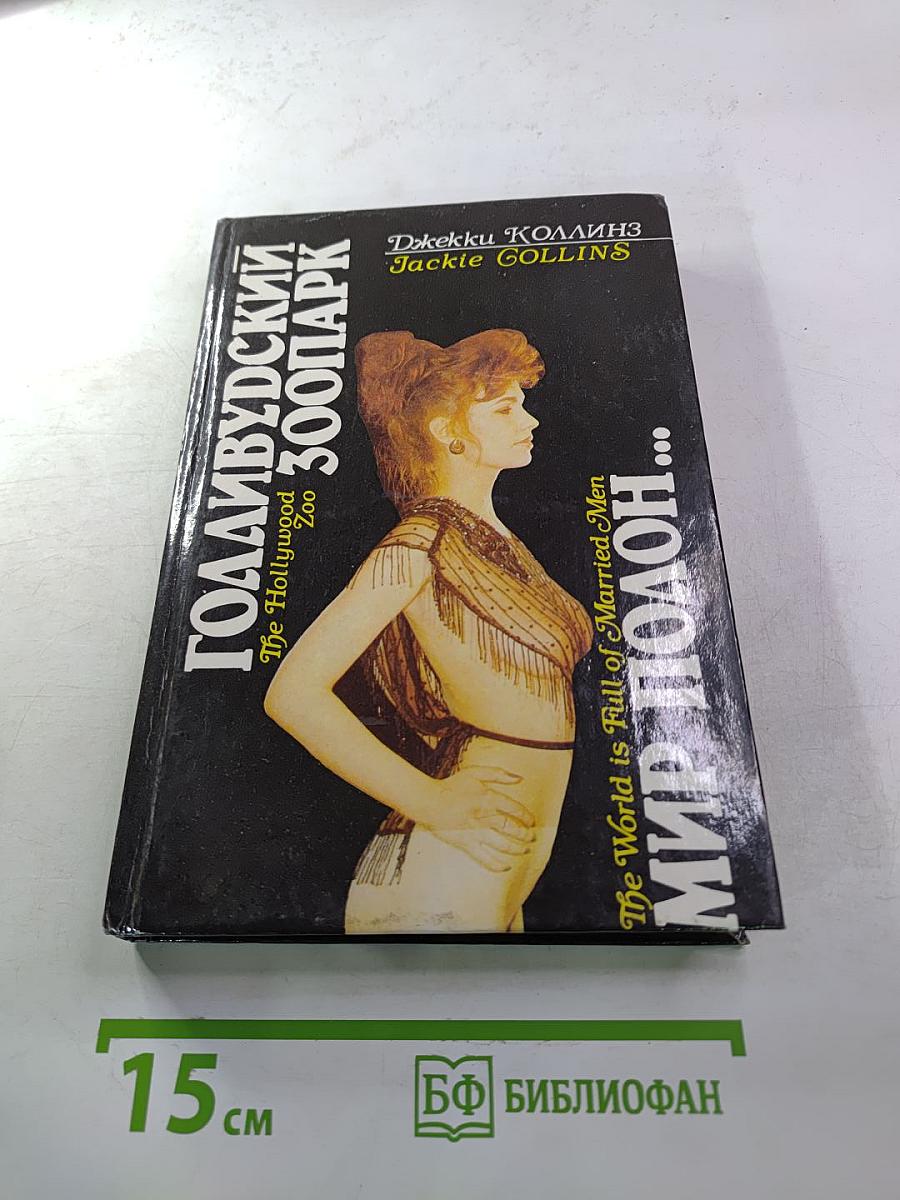 Джекки КОЛЛИНЗ
Jackie COLLINS
ГОЛЛИВУДСКИЙ
ЗООПАРК
The Hollywood
Zoo
The World is Full of Married Men
МИР ПОЛОН...
15 см
БФ БИБЛИОФАН